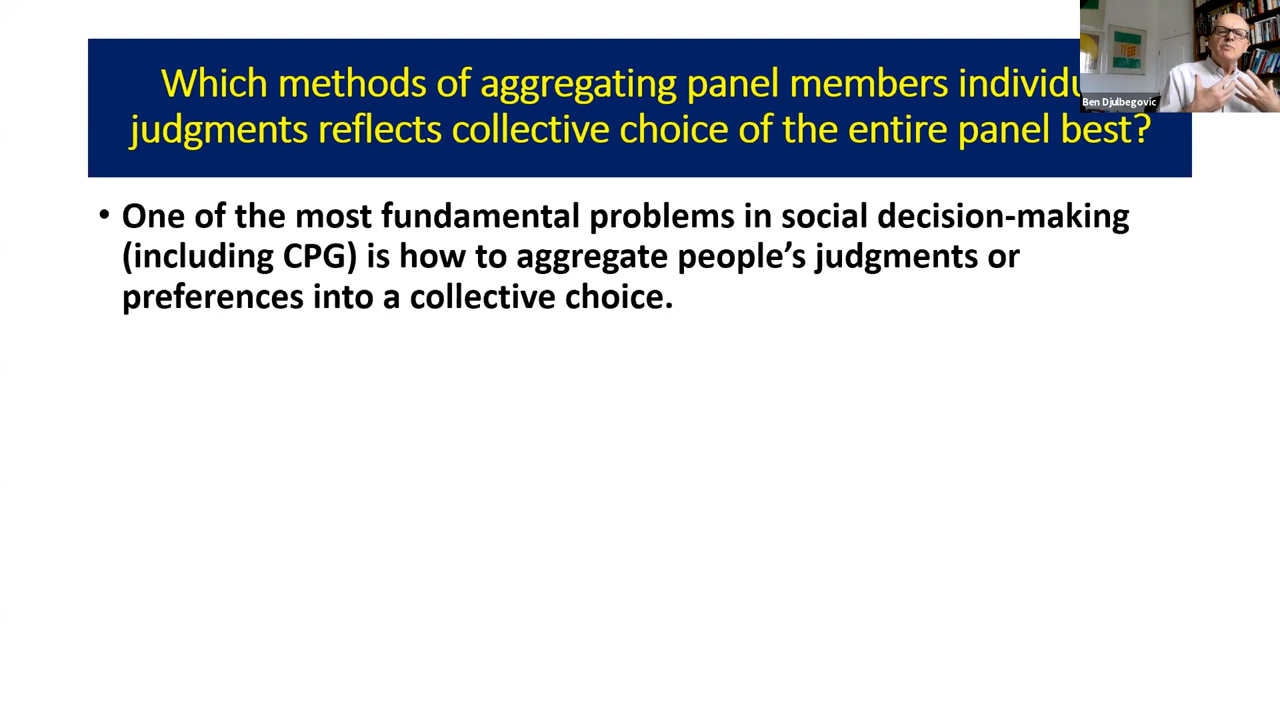 Which methods of aggregating panel members individu
judgments reflects collective choice of the entire panel best?
Ben Djulbegovic
• One of the most fundamental problems in social decision-making
(including CPG) is how to aggregate people’s judgments or
preferences into a collective choice.